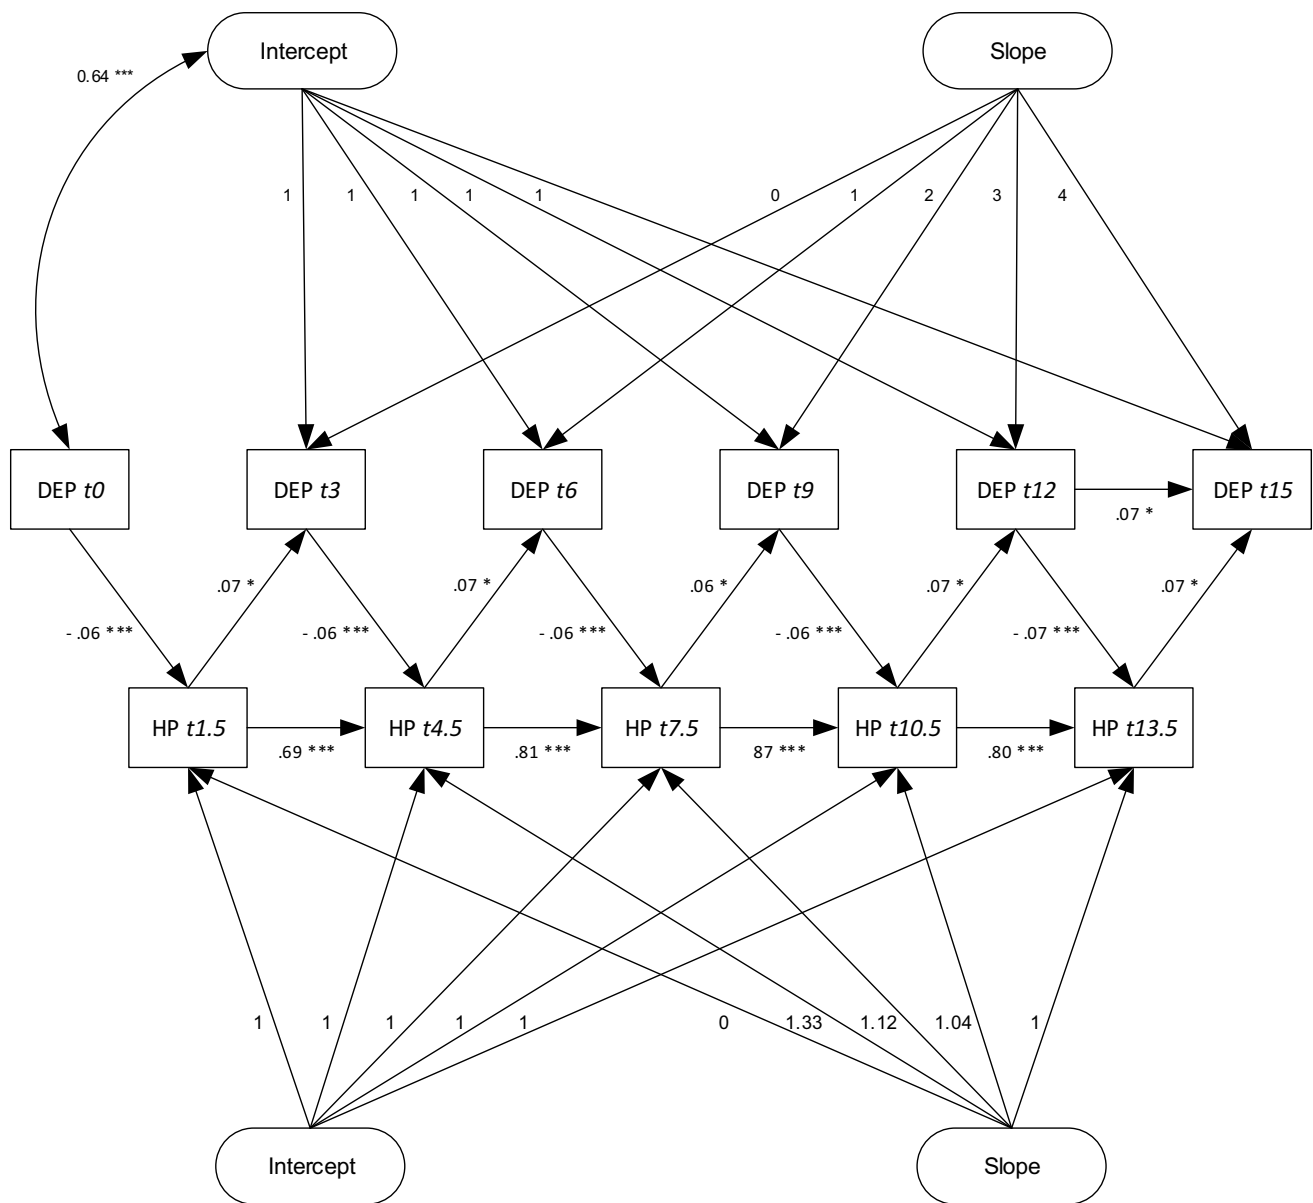 Intercept
Slope
0.64 ***
1
1
1
1
1
0
1
2
3
4
DEP t0
DEP t3
DEP t6
DEP t9
DEP t12
DEP t15
.07 *
.07 *
.07 *
.06 *
.07 *
.07 *
- .06 ***
- .06 ***
- .06 ***
- .06 ***
- .07 ***
HP t1.5
HP t4.5
HP t7.5
HP t10.5
HP t13.5
.69 ***
.81 ***
87 ***
.80 ***
1
1
1
1
1
0
1.33
1.12
1.04
1
Intercept
Slope